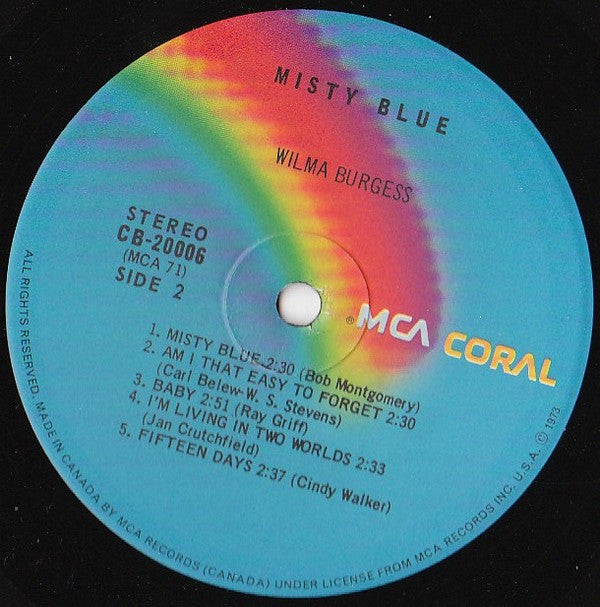 MISTY BLUE
WILMA BURGESS
STEREO
CB-20006
(MCA 71)
SIDE 2
® MCA CORAL
1. MISTY BLUE 2:30 (Bob Montgomery)
2. AM I THAT EASY TO FORGET 2:30
(Carl Belew-W. S. Stevens)
3. BABY 2:51 (Ray Griff)
4. I'M LIVING IN TWO WORLDS 2:33
(Jan Crutchfield)
5. FIFTEEN DAYS 2:37 (Cindy Walker)
ALL RIGHTS RESERVED. MADE IN CANADA BY MCA RECORDS (CANADA) UNDER LICENSE FROM MCA RECORDS INC. U.S.A. © 1973